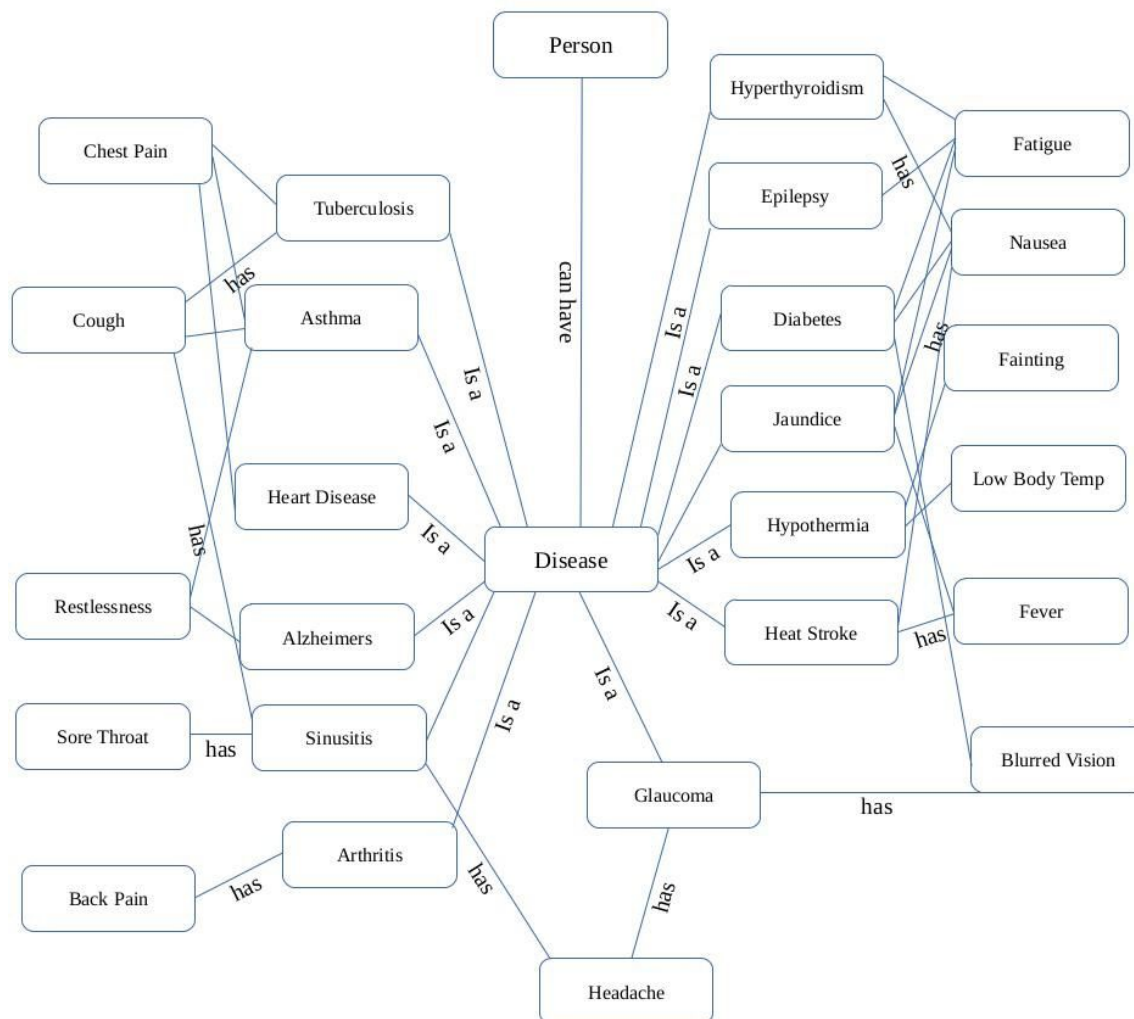 Person
Hyperthyroidism
Chest Pain
Fatigue
has
Tuberculosis
Epilepsy
Nausea
has
can have
Cough
Asthma
Is a
Diabetes
has
Fainting
Is a
Is a
Is a
Jaundice
Heart Disease
Low Body Temp
Is a
Hypothermia
has
Disease
Is a
Restlessness
Alzheimers
Is a
Is a
Heat Stroke
has
Fever
Is a
Is a
Sore Throat
has
Sinusitis
Blurred Vision
Glaucoma
has
Arthritis
Back Pain
has
has
has
Headache